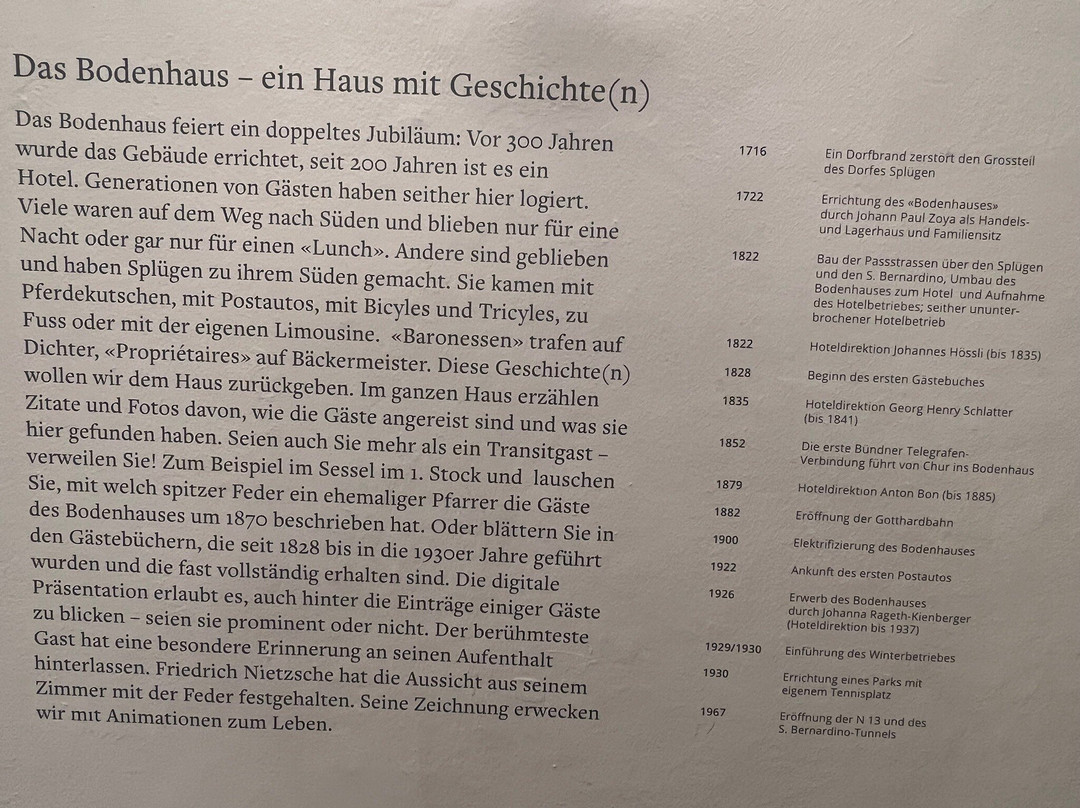 Das Bodenhaus – ein Haus mit Geschichte(n)
Das Bodenhaus feiert ein doppeltes Jubiläum: Vor 300 Jahren
wurde das Gebäude errichtet, seit 200 Jahren ist es ein
Hotel. Generationen von Gästen haben seither hier logiert.
Viele waren auf dem Weg nach Süden und blieben nur für eine
Nacht oder gar nur für einen «Lunch». Andere sind geblieben
und haben Splügen zu ihrem Süden gemacht. Sie kamen mit
Pferdekutschen, mit Postautos, mit Bicyles und Tricyles, zu
Fuss oder mit der eigenen Limousine. «Baronessen» trafen auf
Dichter, «Propriétaires» auf Bäckermeister. Diese Geschichte(n)
wollen wir dem Haus zurückgeben. Im ganzen Haus erzählen
Zitate und Fotos davon, wie die Gäste angereist sind und was sie
hier gefunden haben. Seien auch Sie mehr als ein Transitgast –
verweilen Sie! Zum Beispiel im Sessel im 1. Stock und lauschen
Sie, mit welch spitzer Feder ein ehemaliger Pfarrer die Gäste
des Bodenhauses um 1870 beschrieben hat. Oder blättern Sie in
den Gästebüchern, die seit 1828 bis in die 1930er Jahre geführt
wurden und die fast vollständig erhalten sind. Die digitale
Präsentation erlaubt es, auch hinter die Einträge einiger Gäste
zu blicken – seien sie prominent oder nicht. Der berühmteste
Gast hat eine besondere Erinnerung an seinen Aufenthalt
hinterlassen. Friedrich Nietzsche hat die Aussicht aus seinem
Zimmer mit der Feder festgehalten. Seine Zeichnung erwecken
wir mit Animationen zum Leben.
1716 Ein Dorfbrand zerstört den Grossteil
des Dorfes Splügen
1722 Errichtung des «Bodenhauses»
durch Johann Paul Zoya als Handels-
und Lagerhaus und Familiensitz
1822 Bau der Passstrassen über den Splügen
und den S. Bernardino, Umbau des
Bodenhauses zum Hotel und Aufnahme
des Hotelbetriebes; seither ununter-
brochener Hotelbetrieb
1822 Hoteldirektion Johannes Hössli (bis 1835)
1828 Beginn des ersten Gästebuches
1835 Hoteldirektion Georg Henry Schlatter
(bis 1841)
1852 Die erste Bündner Telegrafen-
Verbindung führt von Chur ins Bodenhaus
1879 Hoteldirektion Anton Bon (bis 1885)
1882 Eröffnung der Gotthardbahn
1900 Elektrifizierung des Bodenhauses
1922 Ankunft des ersten Postautos
1926 Erwerb des Bodenhauses
durch Johanna Rageth-Kienberger
(Hoteldirektion bis 1937)
1929/1930 Einführung des Winterbetriebes
1930 Errichtung eines Parks mit
eigenem Tennisplatz
1967 Eröffnung der N 13 und des
S. Bernardino-Tunnels